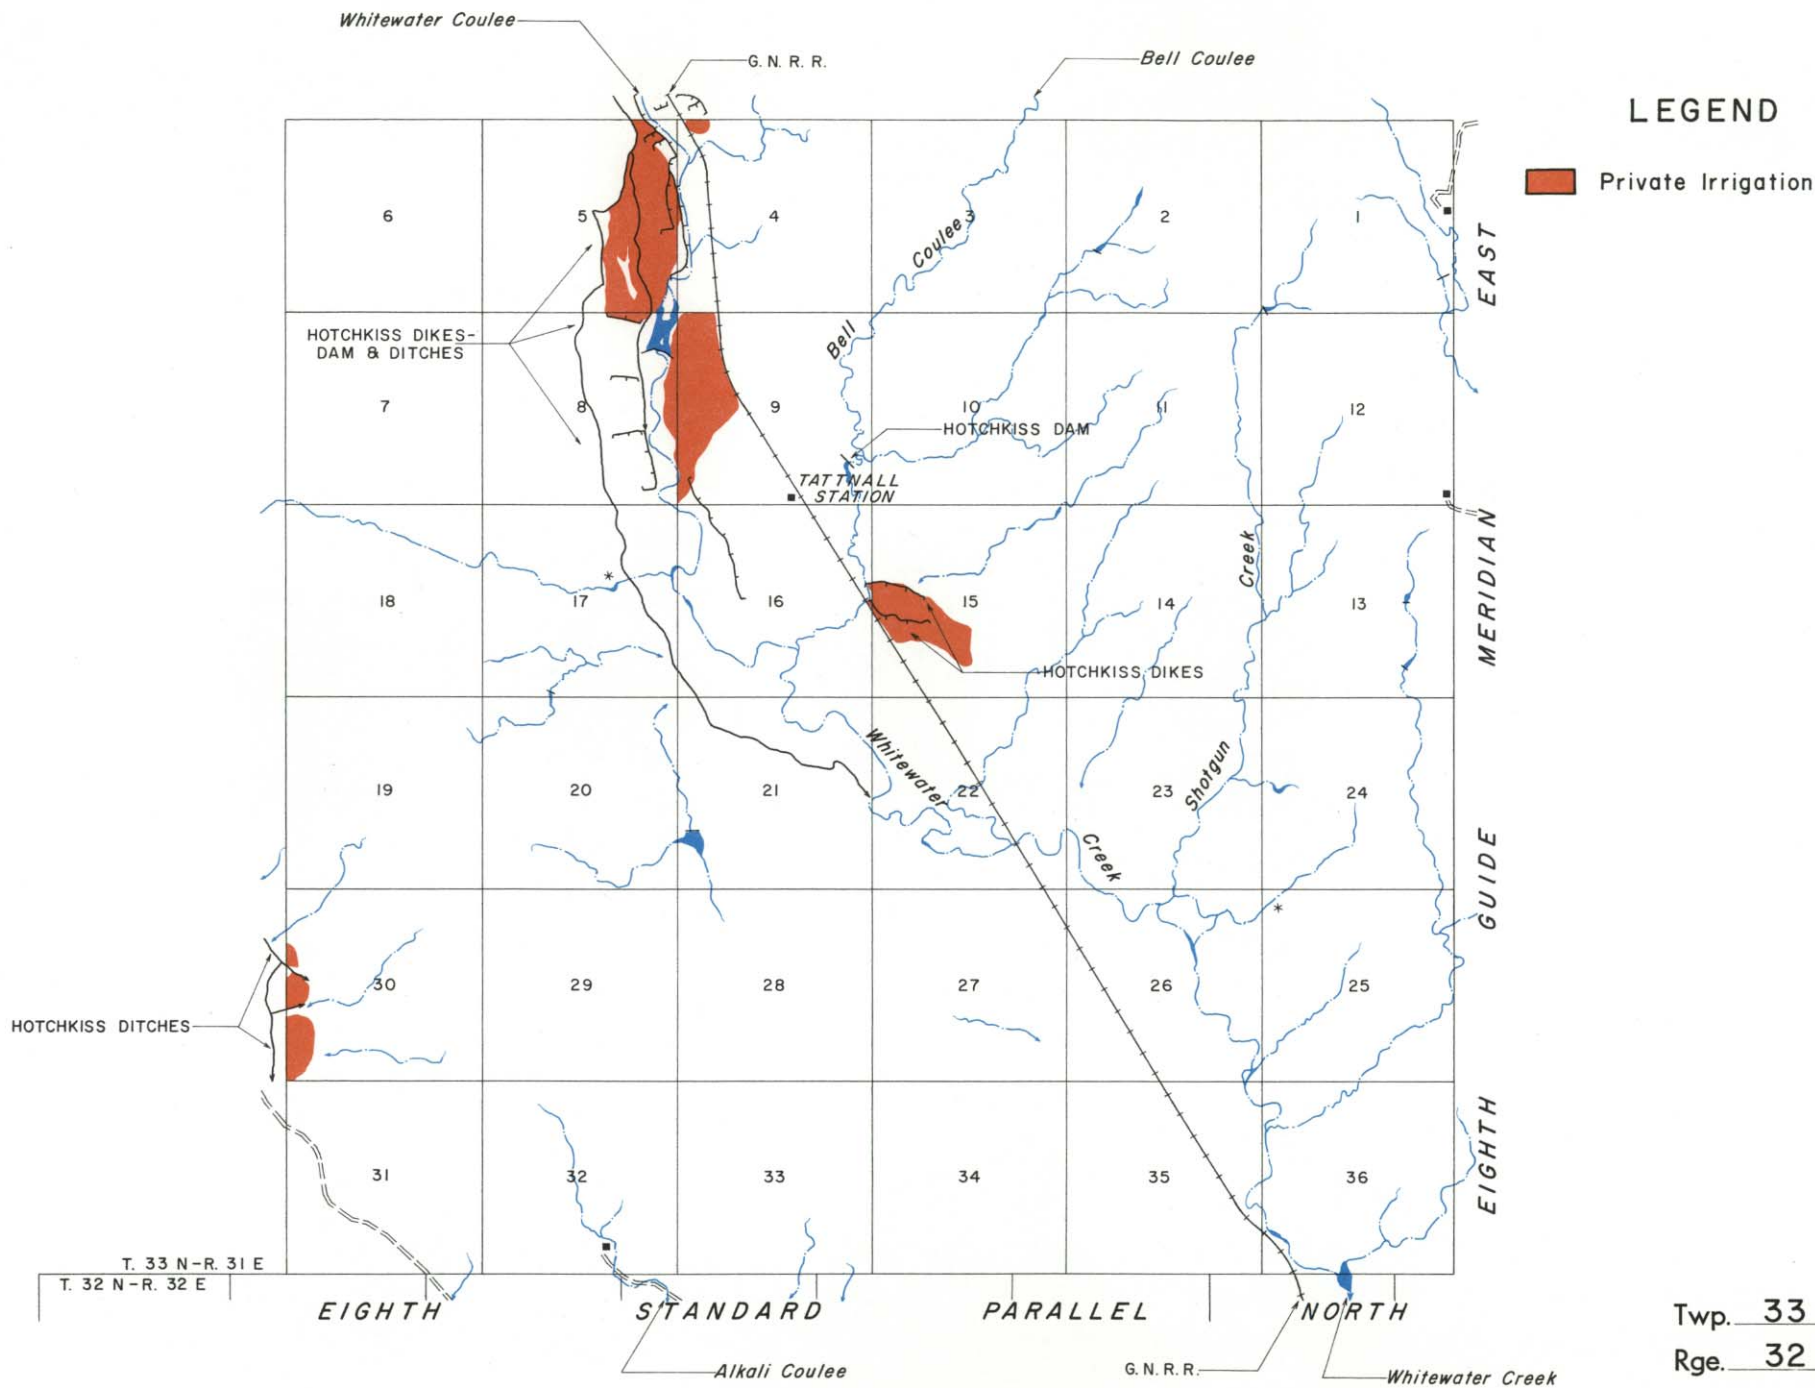 Whitewater Coulee
G. N. R. R.
Bell Coulee
LEGEND
Private Irrigation
6
5
4
3
2
1
Bell Coulee
EAST
HOTCHKISS DIKES-
DAM & DITCHES
7
8
9
10
11
12
HOTCHKISS DAM
TATTNALL
STATION
18
17
16
15
14
13
Creek
MERIDIAN
HOTCHKISS DIKES
19
20
21
22
23
24
Whitewater
Creek
Shotgun
GUIDE
30
29
28
27
26
25
HOTCHKISS DITCHES
31
32
33
34
35
36
EIGHTH
T. 33 N-R. 31 E
T. 32 N-R. 32 E
EIGHTH STANDARD PARALLEL NORTH
Alkali Coulee
G. N. R. R.
Whitewater Creek
Twp. 33
Rge. 32